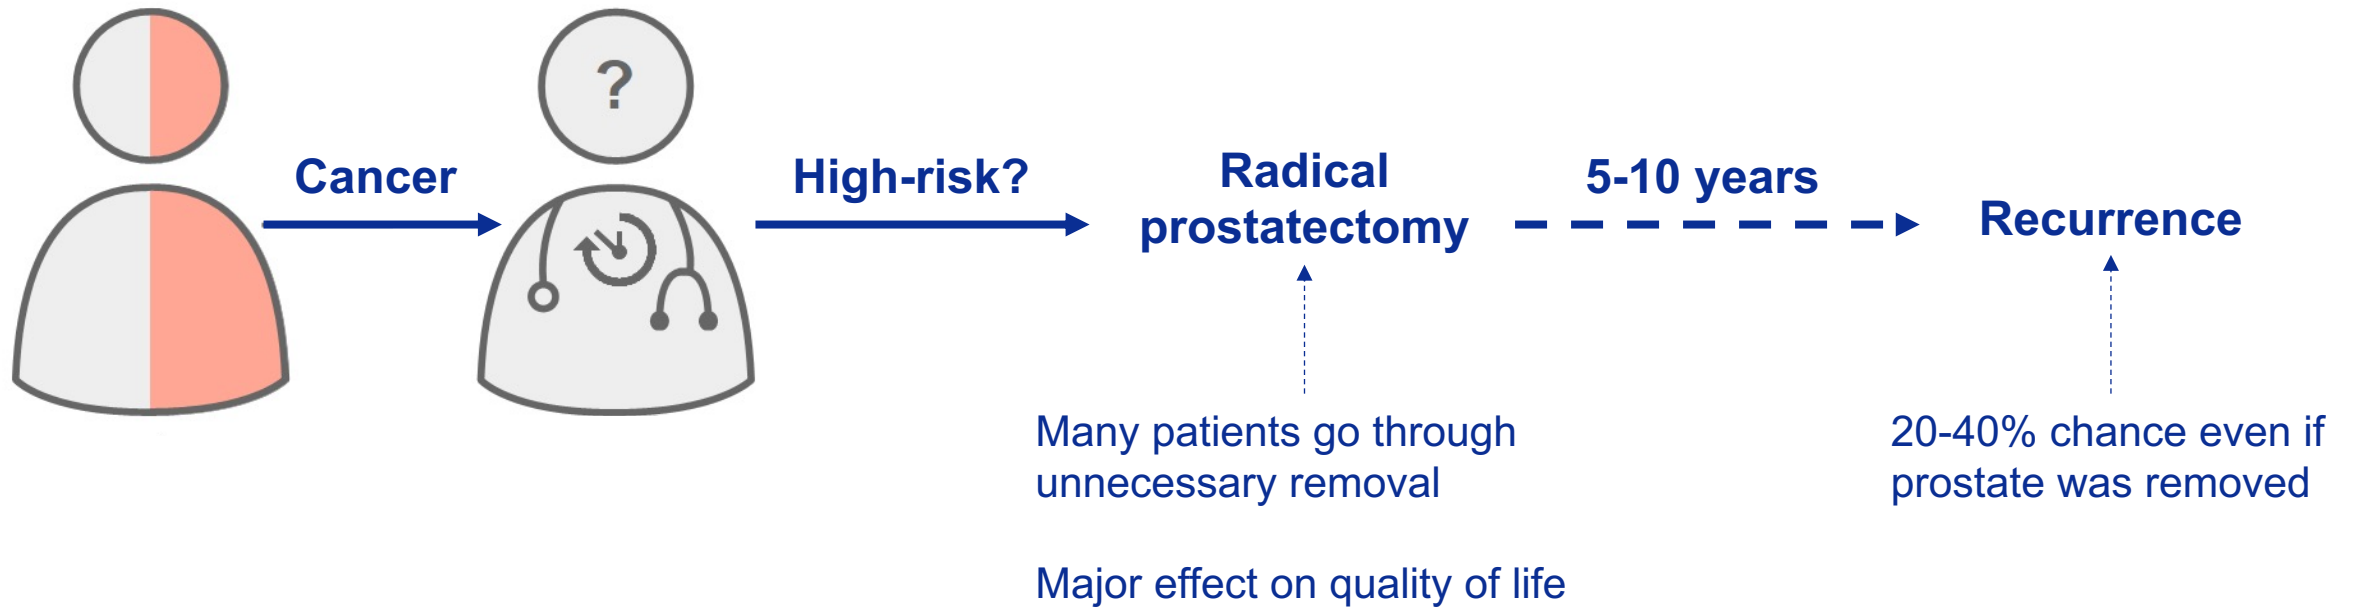 ?
Cancer
High-risk?
Radical
prostatectomy
5-10 years
Recurrence
Many patients go through
unnecessary removal
Major effect on quality of life
20-40% chance even if
prostate was removed